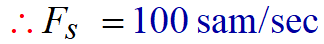 ∴ Fₛ = 100 sam/sec